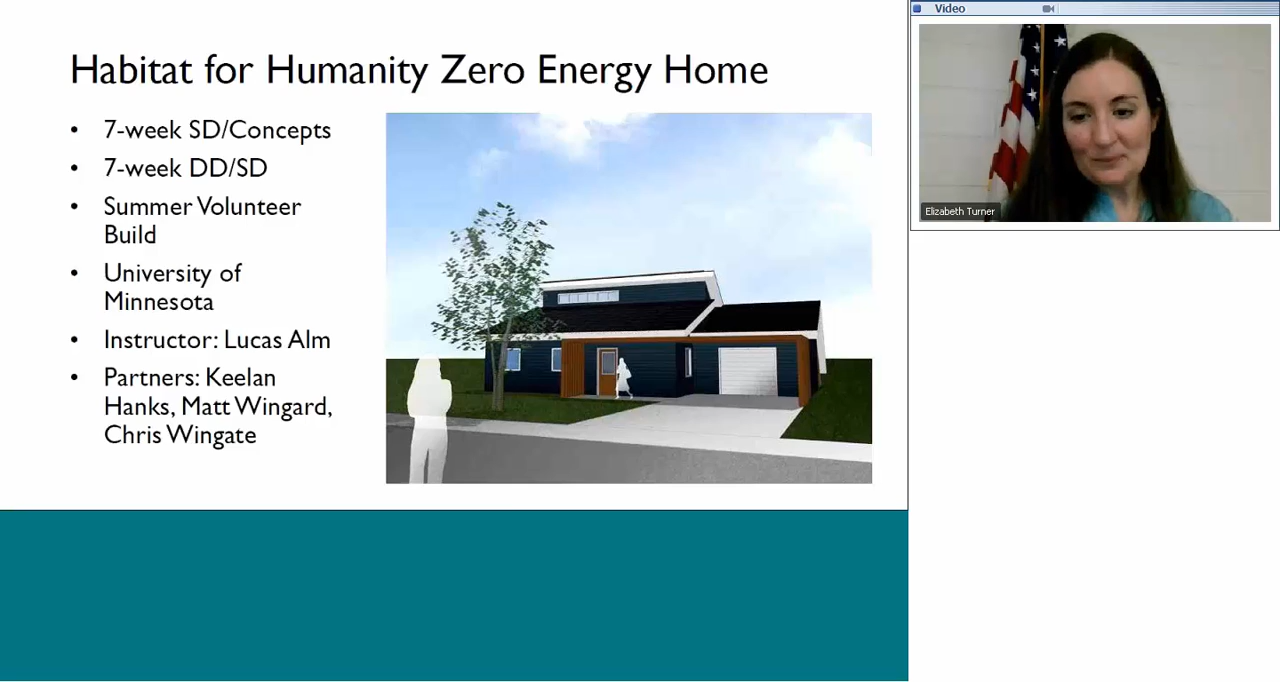 Habitat for Humanity Zero Energy Home
• 7-week SD/Concepts
• 7-week DD/SD
• Summer Volunteer
Build
• University of
Minnesota
• Instructor: Lucas Alm
• Partners: Keelan
Hanks, Matt Wingard,
Chris Wingate
Video
Elizabeth Turner